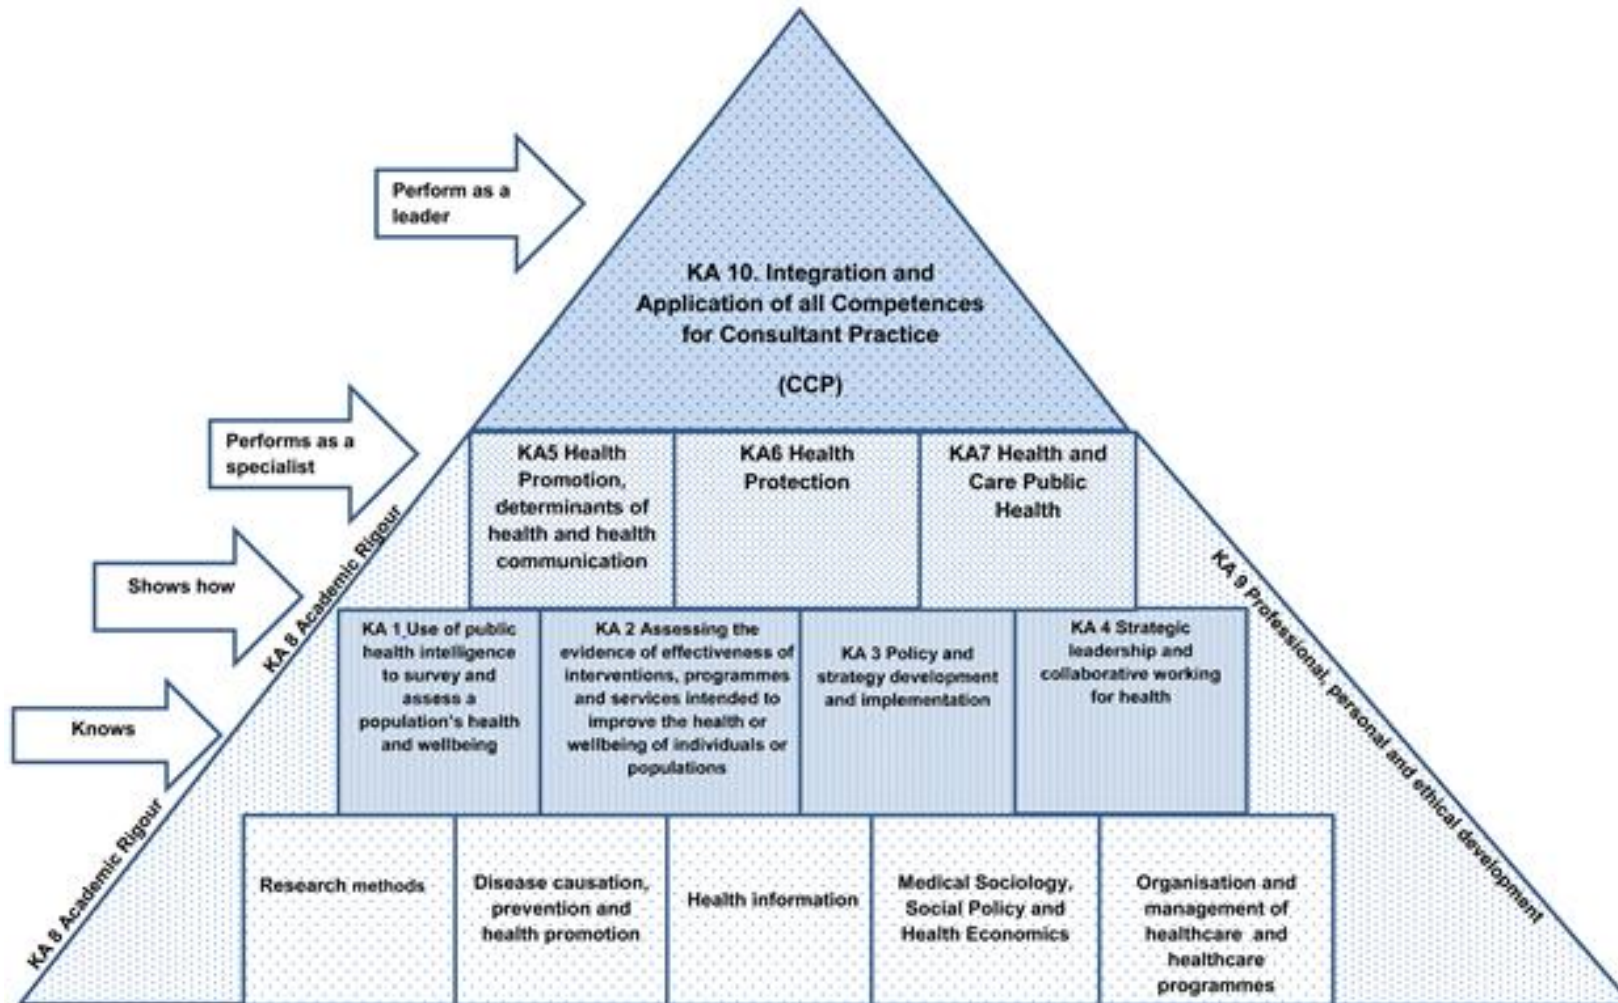 Perform as a
leader
KA 10. Integration and
Application of all Competences
for Consultant Practice
(CCP)
Performs as a
specialist
KA5 Health
Promotion,
determinants of
health and health
communication
KA6 Health
Protection
KA7 Health and
Care Public
Health
Shows how
KA 8 Academic Rigour
KA 9 Professional, personal and ethical development
KA 1 Use of public
health intelligence
to survey and
assess a
population's health
and wellbeing
KA 2 Assessing the
evidence of effectiveness of
interventions, programmes
and services intended to
improve the health or
wellbeing of individuals or
populations
KA 3 Policy and
strategy development
and implementation
KA 4 Strategic
leadership and
collaborative working
for health
Knows
KA 8 Academic Rigour
Research methods
Disease causation,
prevention and
health promotion
Health information
Medical Sociology,
Social Policy and
Health Economics
Organisation and
management of
healthcare and
healthcare
programmes